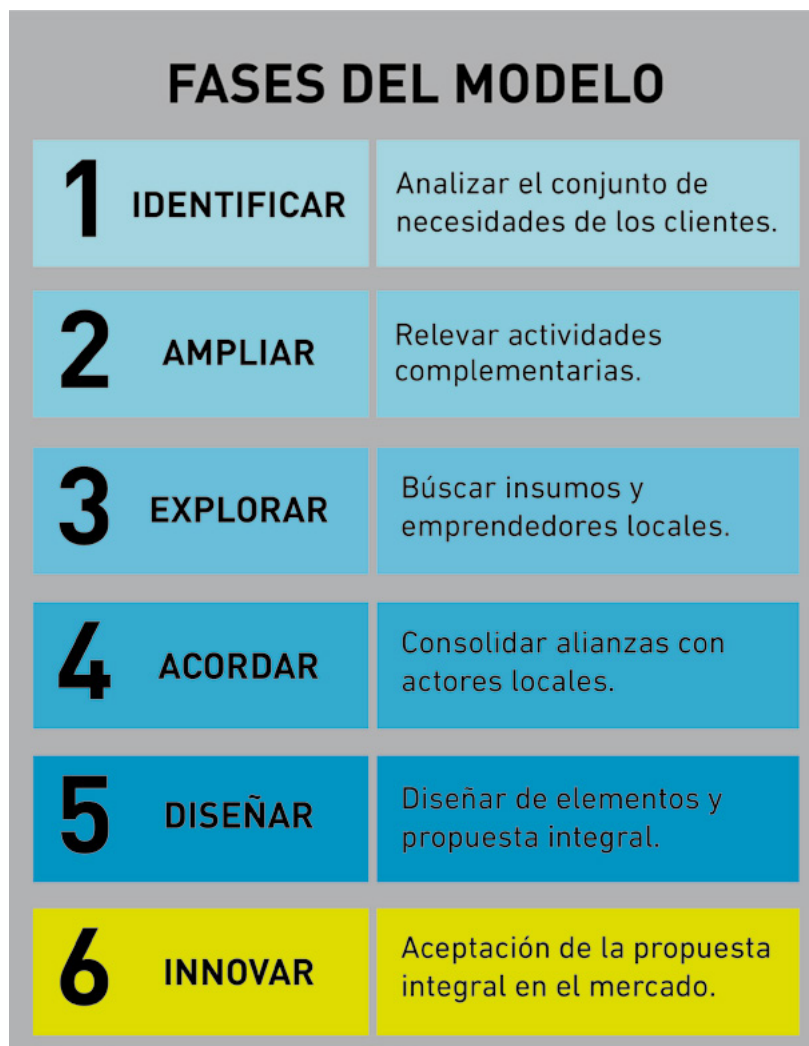 FASES DEL MODELO
1 IDENTIFICAR
Analizar el conjunto de
necesidades de los clientes.
2 AMPLIAR
Relevar actividades
complementarias.
3 EXPLORAR
Búscar insumos y
emprendedores locales.
4 ACORDAR
Consolidar alianzas con
actores locales.
5 DISEÑAR
Diseñar de elementos y
propuesta integral.
6 INNOVAR
Aceptación de la propuesta
integral en el mercado.